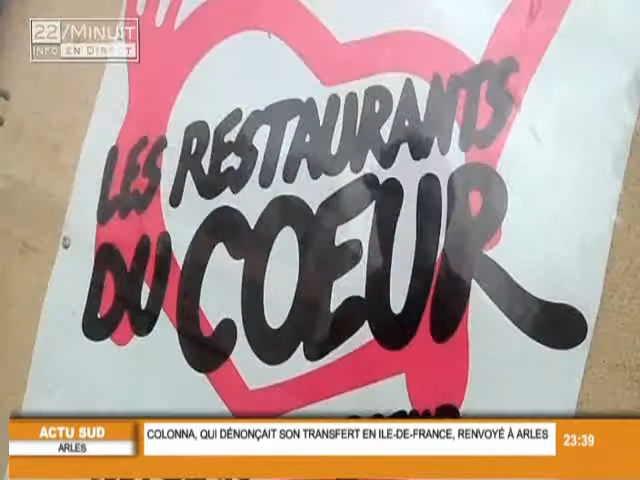 22/MINUIT
INFO EN DIRECT
LES RESTAURANTS
DU COEUR
ACTU SUD
ARLES
COLONNA, QUI DÉNONÇAIT SON TRANSFERT EN ILE-DE-FRANCE, RENVOYÉ À ARLES
23:39